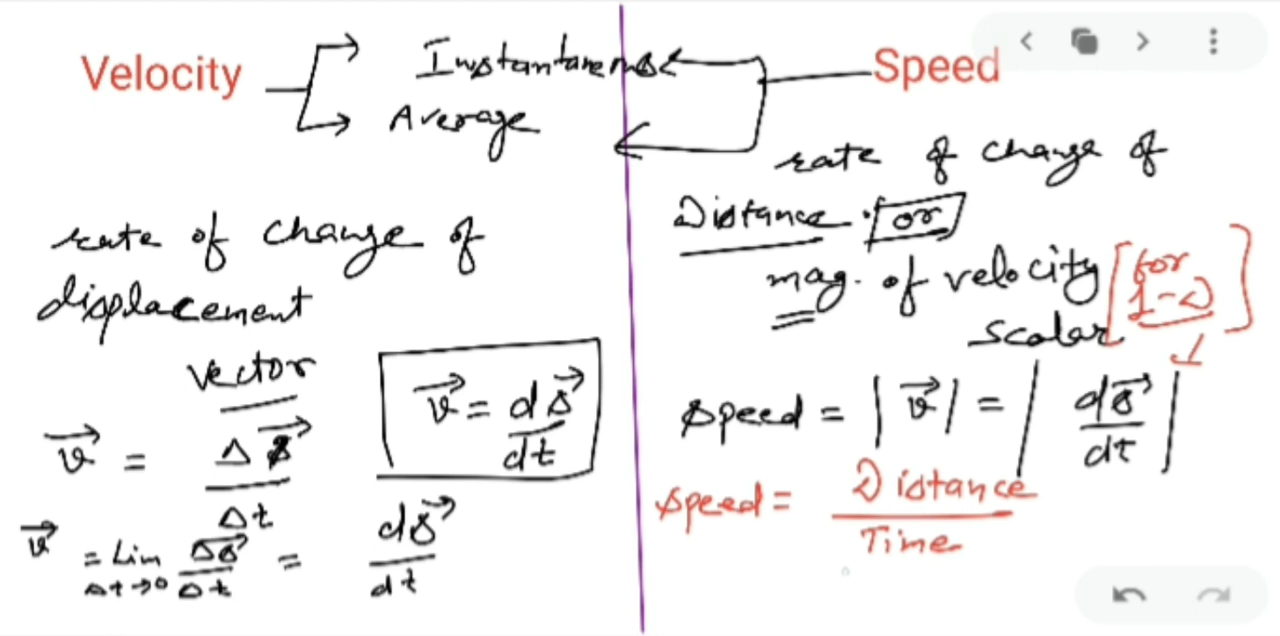 Velocity
Instantaneous
Average
rate of change of
displacement
vector
v⃗ = Δs⃗ / Δt
v⃗ = ds⃗ / dt
v⃗ = Lim Δt→0 Δs⃗ / Δt = ds⃗ / dt
Speed
rate of change of
Distance or
mag. of velocity [for 1-D]
scalar
speed = |v⃗| = |ds⃗ / dt|
speed = Distance / Time